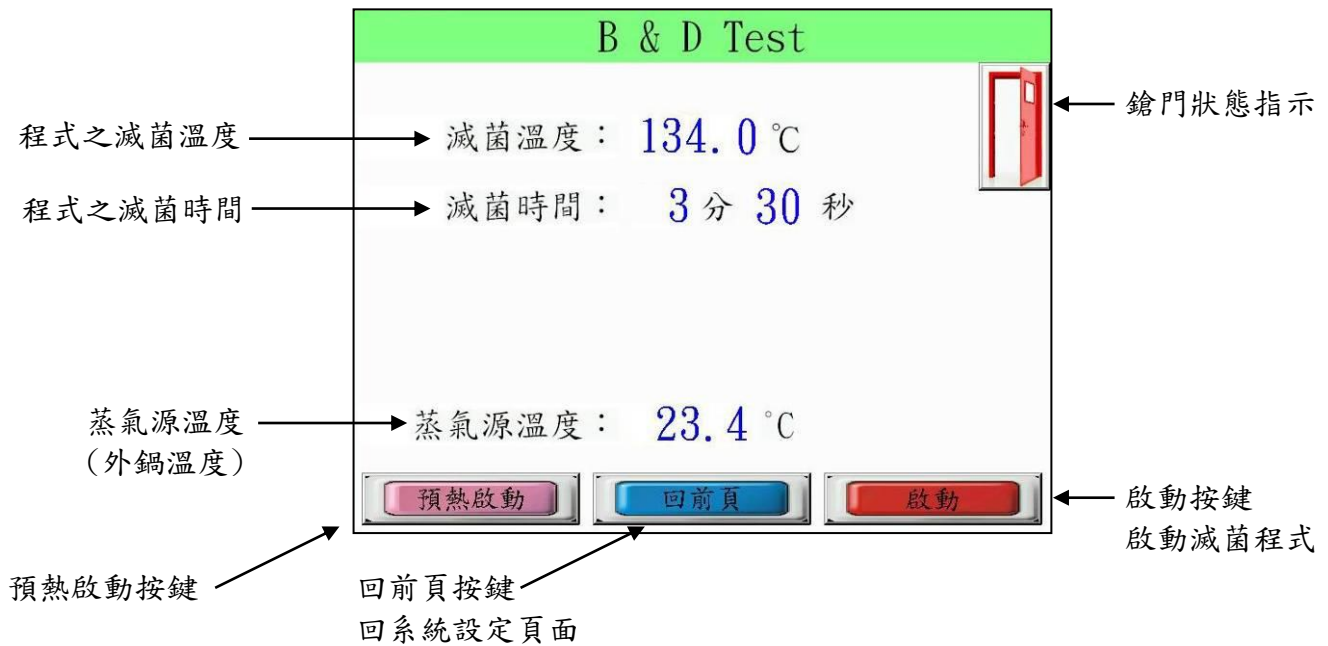 B & D Test
鎗門狀態指示
程式之滅菌溫度
滅菌溫度： 134.0 ℃
程式之滅菌時間
滅菌時間： 3 分 30 秒
蒸氣源溫度
（外鍋溫度）
蒸氣源溫度： 23.4 ℃
預熱啟動
回前頁
啟動
啟動按鍵
啟動滅菌程式
預熱啟動按鍵
回前頁按鍵
回系統設定頁面